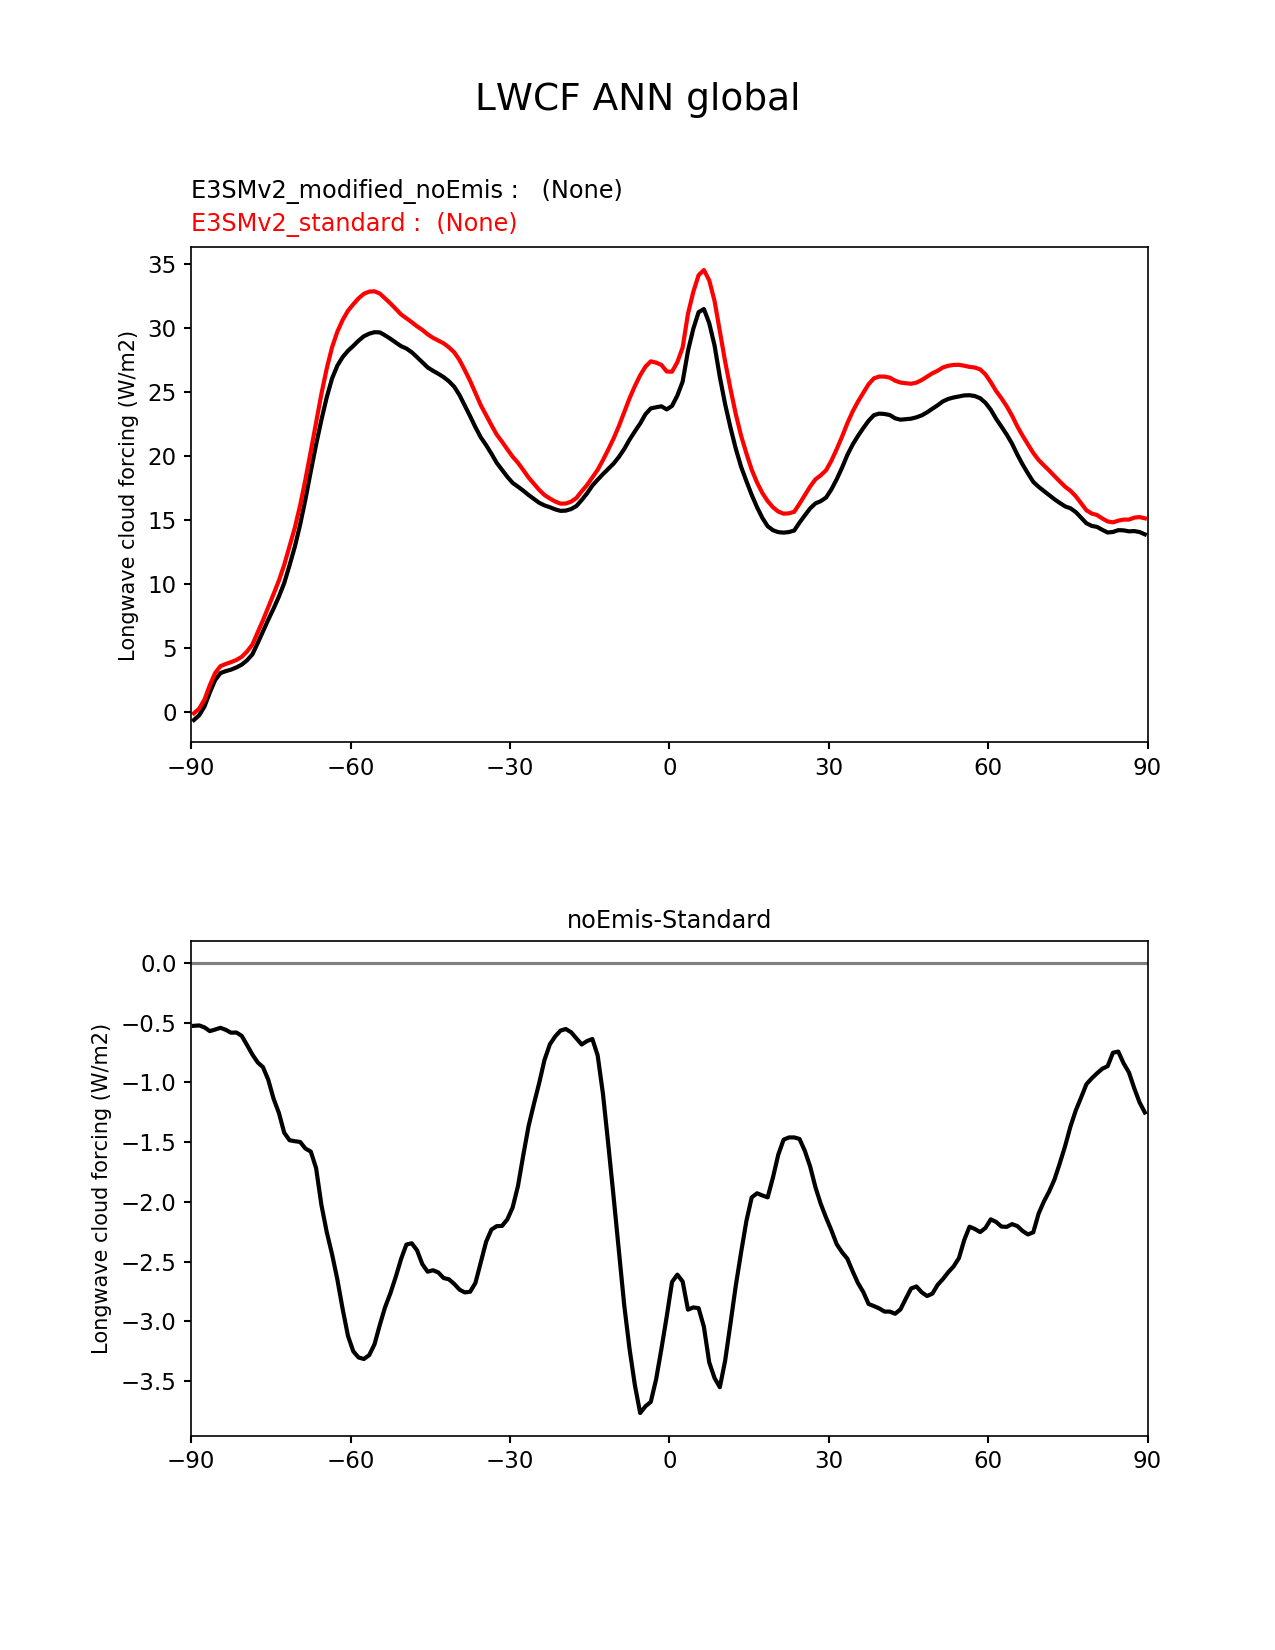 LWCF ANN global
E3SMv2_modified_noEmis :   (None)
E3SMv2_standard :  (None)
Longwave cloud forcing (W/m2)
35
30
25
20
15
10
5
0
−90 −60 −30 0 30 60 90
noEmis-Standard
Longwave cloud forcing (W/m2)
0.0
−0.5
−1.0
−1.5
−2.0
−2.5
−3.0
−3.5
−90 −60 −30 0 30 60 90